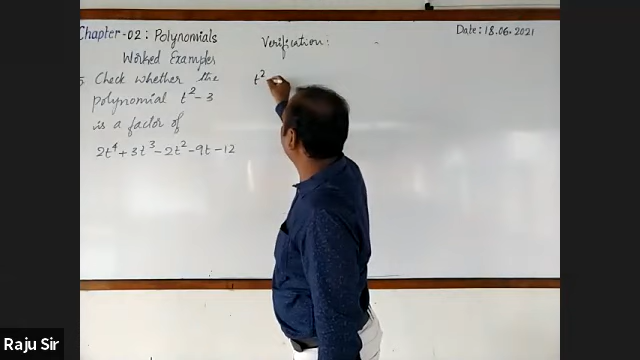 Chapter-02: Polynomials
Worked Examples
5 Check whether the
polynomial t² - 3
is a factor of
2t⁴ + 3t³ - 2t² - 9t - 12
Verification:
t²
Date: 18.06.2021
Raju Sir